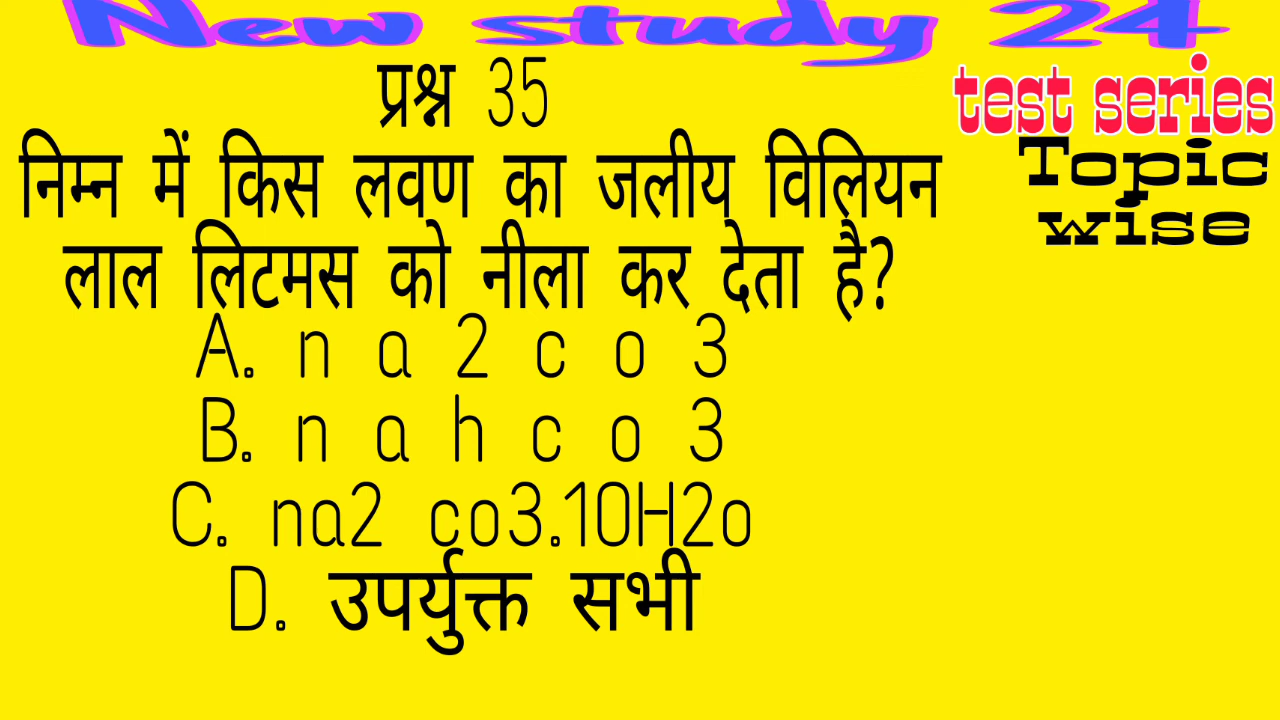 New study 24
test series
Topic
wise
प्रश्न 35
निम्न में किस लवण का जलीय विलियन
लाल लिटमस को नीला कर देता है?
A. n a 2 c o 3
B. n a h c o 3
C. na2 co3.10H2o
D. उपर्युक्त सभी